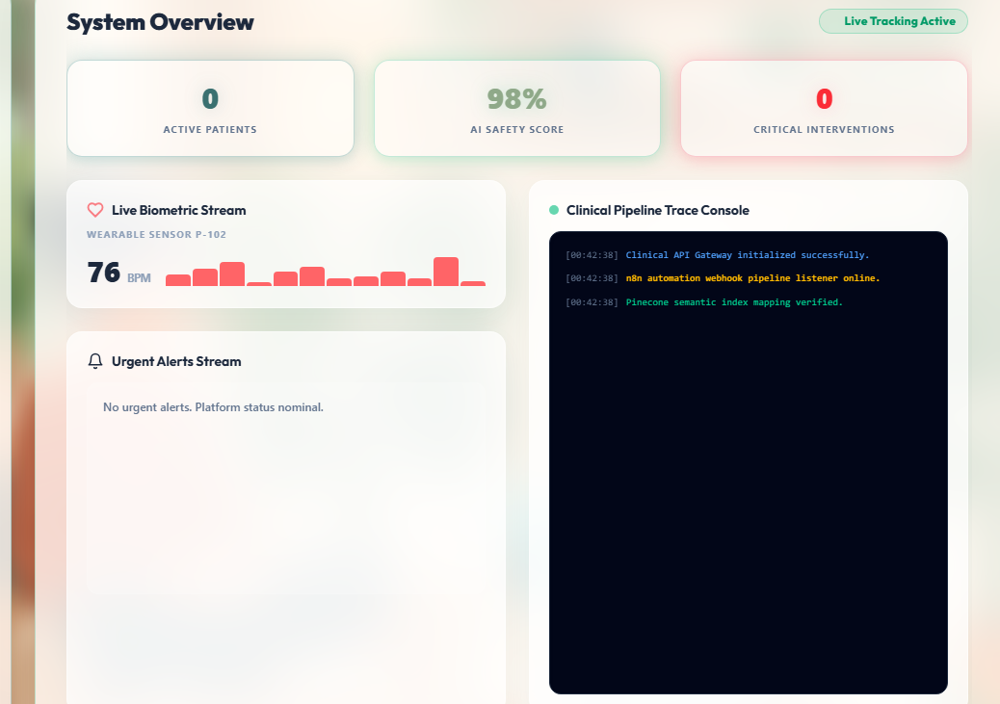 System Overview
Live Tracking Active
0
ACTIVE PATIENTS
98%
AI SAFETY SCORE
0
CRITICAL INTERVENTIONS
Live Biometric Stream
WEARABLE SENSOR P-102
76 BPM
Urgent Alerts Stream
No urgent alerts. Platform status nominal.
Clinical Pipeline Trace Console
[00:42:38] Clinical API Gateway initialized successfully.
[00:42:38] n8n automation webhook pipeline listener online.
[00:42:38] Pinecone semantic index mapping verified.